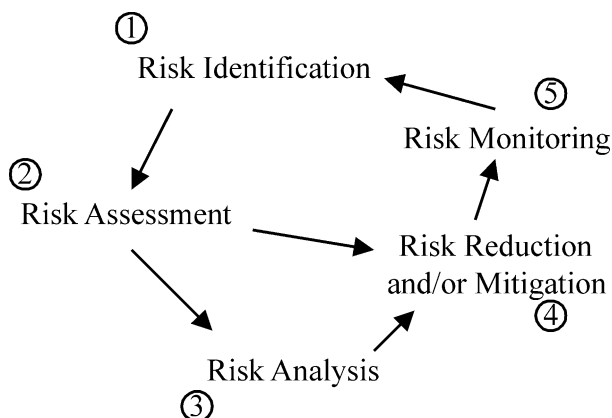 ①
Risk Identification
②
Risk Assessment
③
Risk Analysis
④
Risk Reduction
and/or Mitigation
⑤
Risk Monitoring